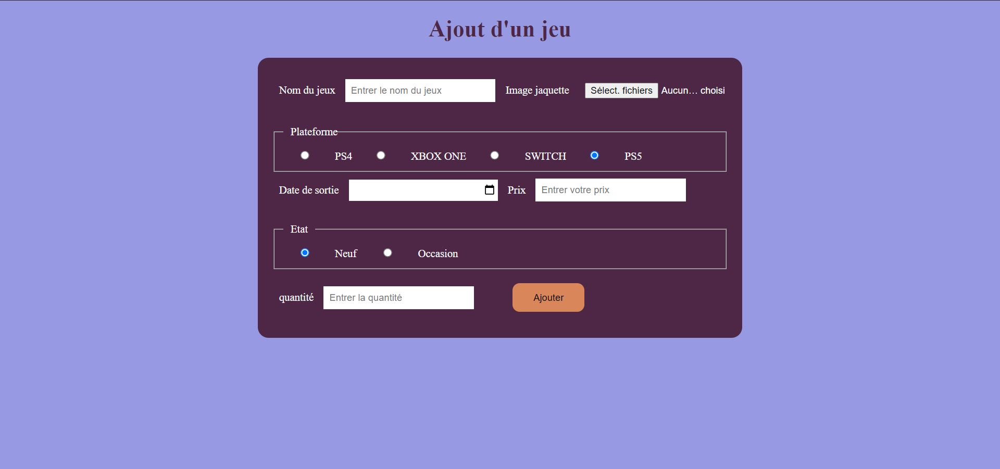 Ajout d'un jeu
Nom du jeux Entrer le nom du jeux Image jaquette Sélect. fichiers Aucun… choisi
Plateforme
PS4 XBOX ONE SWITCH PS5
Date de sortie Prix Entrer votre prix
Etat
Neuf Occasion
quantité Entrer la quantité Ajouter